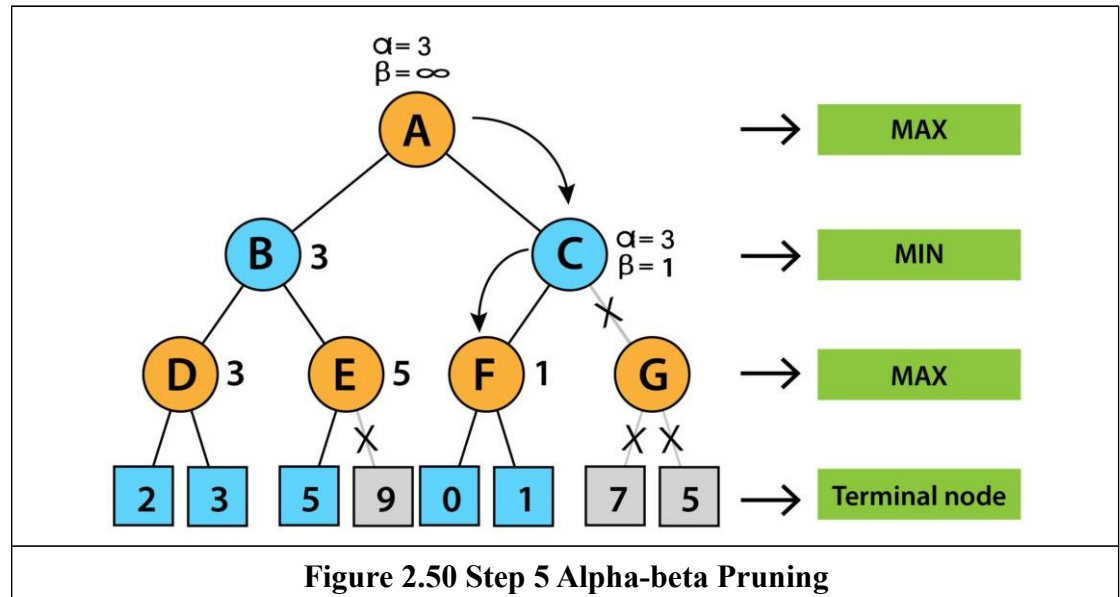 α= 3
β= ∞
A
MAX
B
3
C
α= 3
β= 1
MIN
X
D
3
E
5
F
1
G
MAX
X
X
X
2
3
5
9
0
1
7
5
Terminal node
Figure 2.50 Step 5 Alpha-beta Pruning